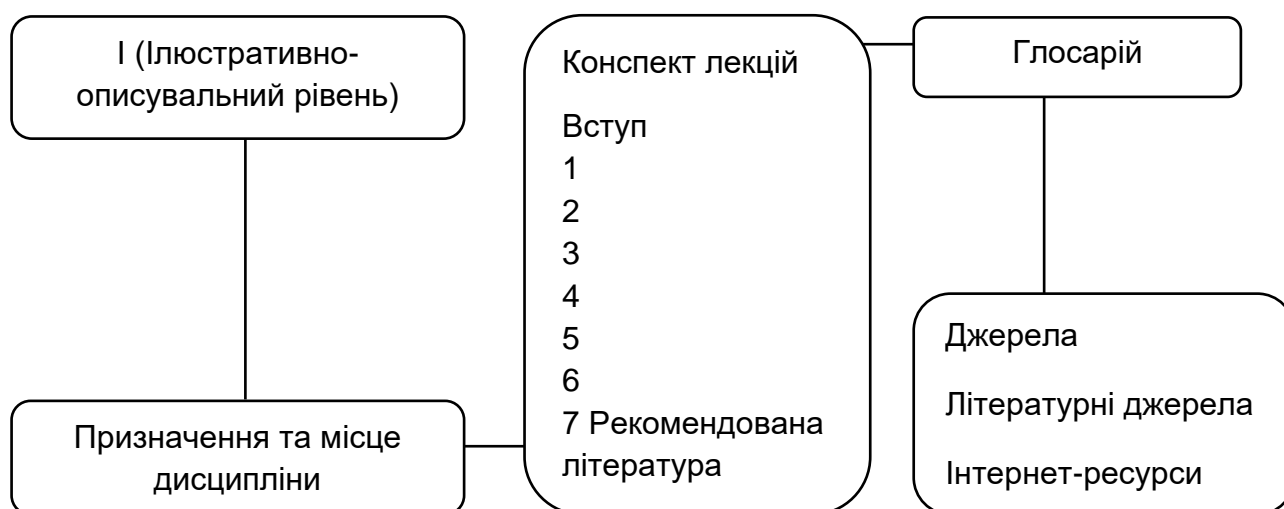 І (Ілюстративно-
описувальний рівень)
Призначення та місце
дисципліни
Конспект лекцій
Вступ
1
2
3
4
5
6
7 Рекомендована
література
Глосарій
Джерела
Літературні джерела
Інтернет-ресурси